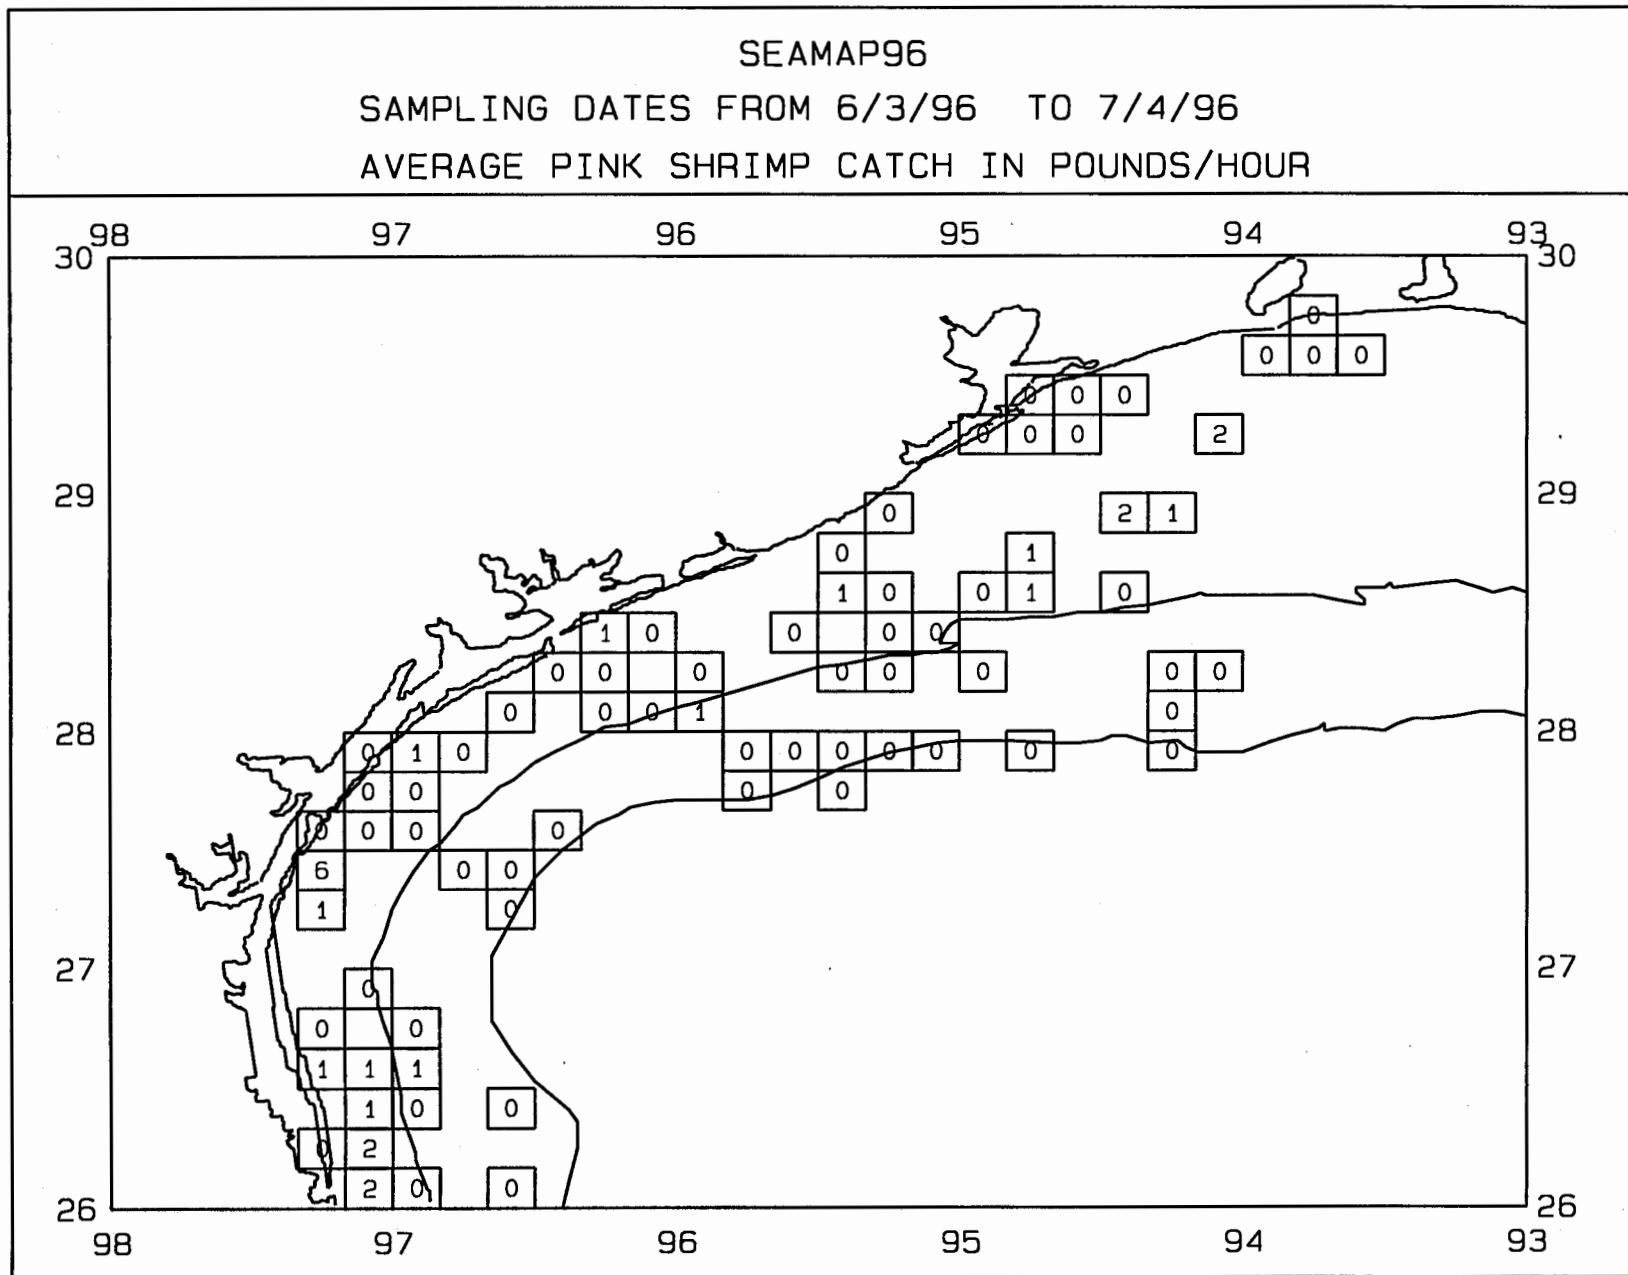 SEAMAP96
SAMPLING DATES FROM 6/3/96 TO 7/4/96
AVERAGE PINK SHRIMP CATCH IN POUNDS/HOUR
98 97 96 95 94 93
30 30
0
0 0 0
0 0 0
0 0 0 2
29 29
0 2 1
0 1
1 0 0 1 0
1 0 0 0 0
0 0 0 0 0 0 0 0
0 0 0 1 0
28 28
0 1 0 0 0 0 0 0 0 0
0 0 0 0
0 0 0 0
6 0 0
1 0
27 27
0
0 0
1 1 1
1 0 0
0 2
2 0 0
26 26
98 97 96 95 94 93